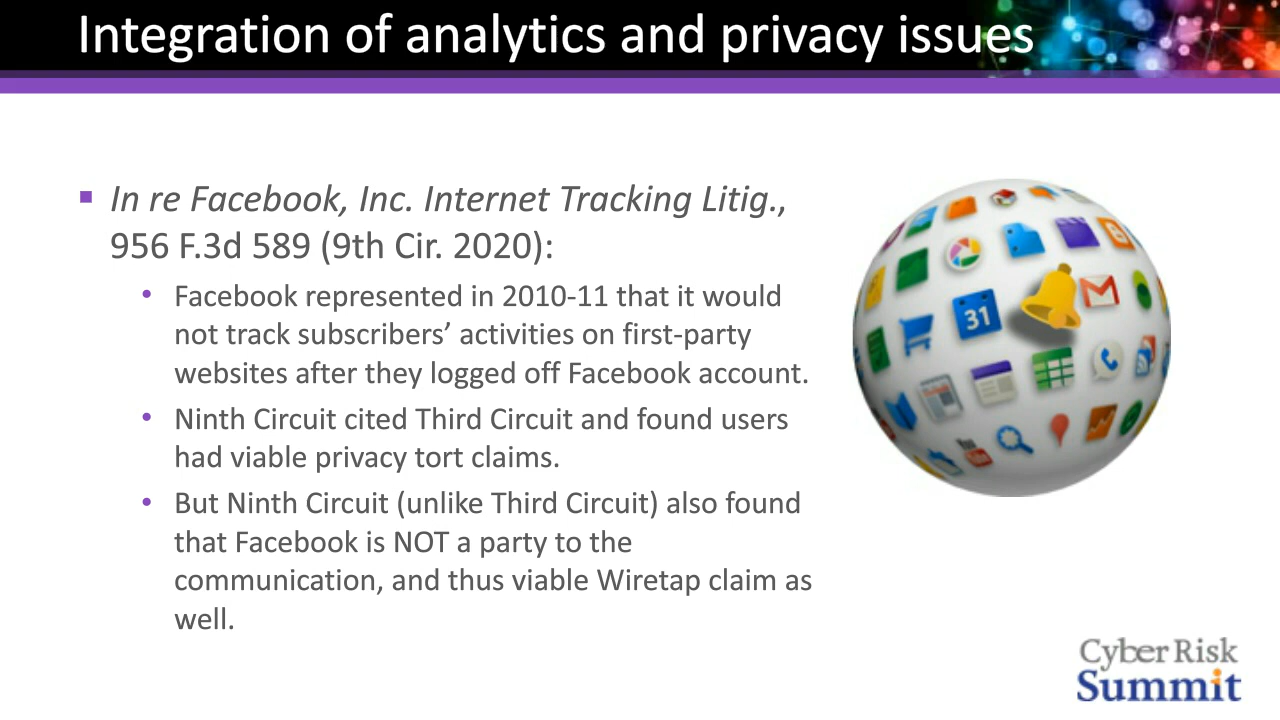 Integration of analytics and privacy issues
In re Facebook, Inc. Internet Tracking Litig.,
956 F.3d 589 (9th Cir. 2020):
Facebook represented in 2010-11 that it would
not track subscribers’ activities on first-party
websites after they logged off Facebook account.
Ninth Circuit cited Third Circuit and found users
had viable privacy tort claims.
But Ninth Circuit (unlike Third Circuit) also found
that Facebook is NOT a party to the
communication, and thus viable Wiretap claim as
well.
31
You
Cyber Risk
Summit